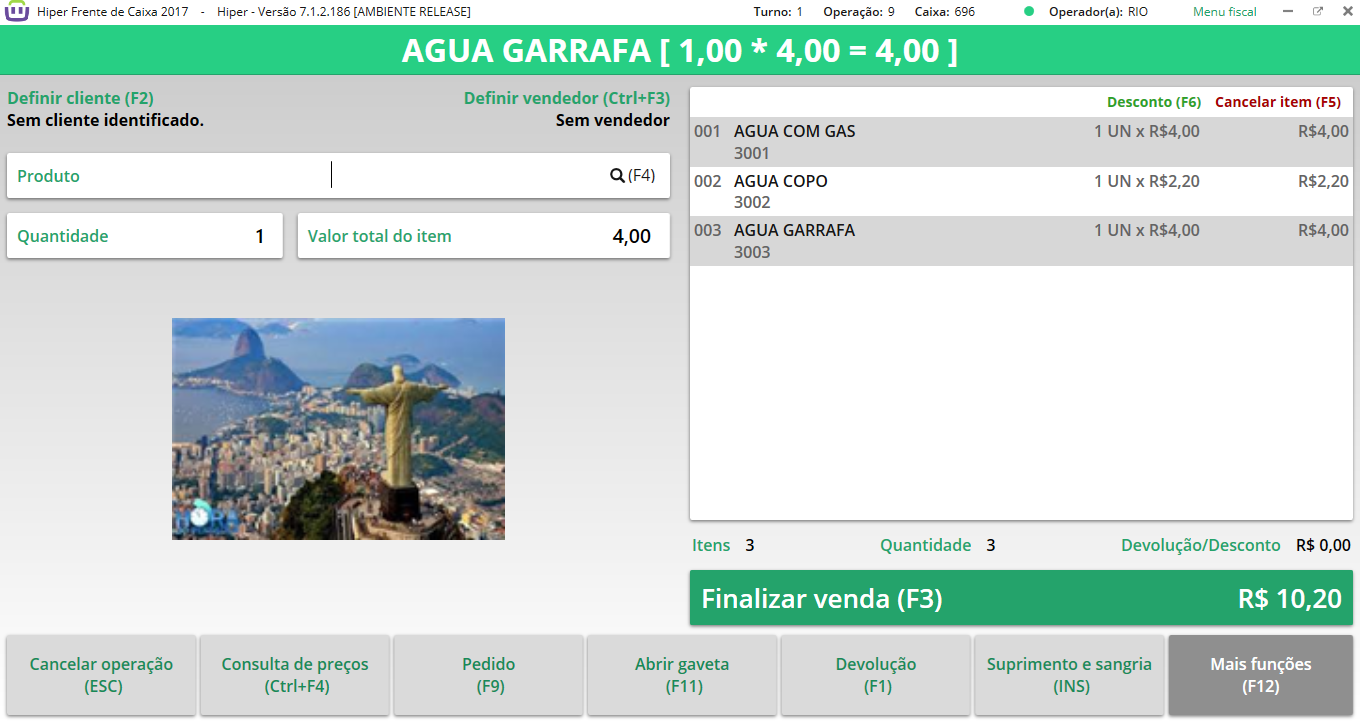 Hiper Frente de Caixa 2017 - Hiper - Versão 7.1.2.186 [AMBIENTE RELEASE] Turno: 1 Operação: 9 Caixa: 696 Operador(a): RIO Menu fiscal
AGUA GARRAFA [ 1,00 * 4,00 = 4,00 ]
Definir cliente (F2) Definir vendedor (Ctrl+F3)
Sem cliente identificado. Sem vendedor
Produto (F4)
Quantidade 1 Valor total do item 4,00
Desconto (F6) Cancelar item (F5)
001 AGUA COM GAS 1 UN x R$4,00 R$4,00
3001
002 AGUA COPO 1 UN x R$2,20 R$2,20
3002
003 AGUA GARRAFA 1 UN x R$4,00 R$4,00
3003
Itens 3 Quantidade 3 Devolução/Desconto R$ 0,00
Finalizar venda (F3) R$ 10,20
Cancelar operação
(ESC)
Consulta de preços
(Ctrl+F4)
Pedido
(F9)
Abrir gaveta
(F11)
Devolução
(F1)
Suprimento e sangria
(INS)
Mais funções
(F12)